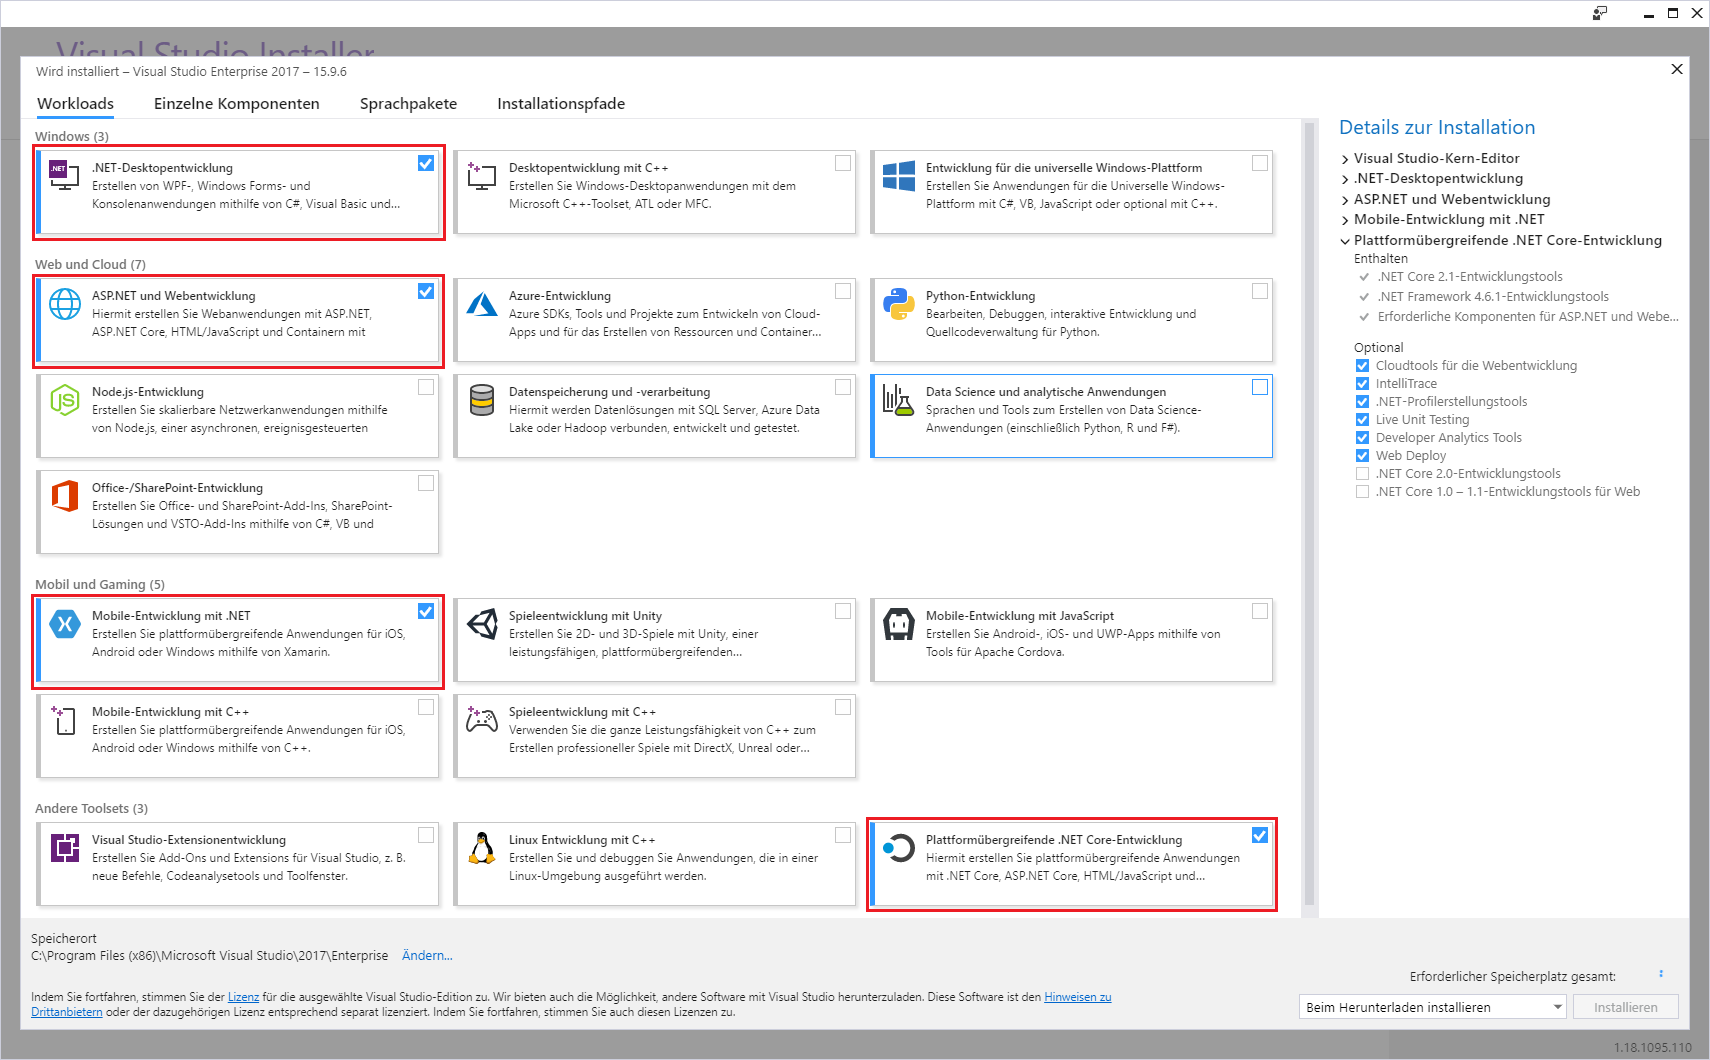 Visual Studio Installer
Wird installiert – Visual Studio Enterprise 2017 – 15.9.6
Workloads
Einzelne Komponenten
Sprachpakete
Installationspfade
Windows (3)
.NET
.NET-Desktopentwicklung
Erstellen von WPF-, Windows Forms- und
Konsolenanwendungen mithilfe von C#, Visual Basic und...
Desktopentwicklung mit C++
Erstellen Sie Windows-Desktopanwendungen mit dem
Microsoft C++-Toolset, ATL oder MFC.
Entwicklung für die universelle Windows-Plattform
Erstellen Sie Anwendungen für die Universelle Windows-
Plattform mit C#, VB, JavaScript oder optional mit C++.
Web und Cloud (7)
ASP.NET und Webentwicklung
Hiermit erstellen Sie Webanwendungen mit ASP.NET,
ASP.NET Core, HTML/JavaScript und Containern mit
Azure-Entwicklung
Azure SDKs, Tools und Projekte zum Entwickeln von Cloud-
Apps und für das Erstellen von Ressourcen und Container...
Python-Entwicklung
Bearbeiten, Debuggen, interaktive Entwicklung und
Quellcodeverwaltung für Python.
JS
Node.js-Entwicklung
Erstellen Sie skalierbare Netzwerkanwendungen mithilfe
von Node.js, einer asynchronen, ereignisgesteuerten
Datenspeicherung und -verarbeitung
Hiermit werden Datenlösungen mit SQL Server, Azure Data
Lake oder Hadoop verbunden, entwickelt und getestet.
Data Science und analytische Anwendungen
Sprachen und Tools zum Erstellen von Data Science-
Anwendungen (einschließlich Python, R und F#).
Office-/SharePoint-Entwicklung
Erstellen Sie Office- und SharePoint-Add-Ins, SharePoint-
Lösungen und VSTO-Add-Ins mithilfe von C#, VB und
Mobil und Gaming (5)
Mobile-Entwicklung mit .NET
Erstellen Sie plattformübergreifende Anwendungen für iOS,
Android oder Windows mithilfe von Xamarin.
Spieleentwicklung mit Unity
Erstellen Sie 2D- und 3D-Spiele mit Unity, einer
leistungsfähigen, plattformübergreifenden...
Mobile-Entwicklung mit JavaScript
Erstellen Sie Android-, iOS- und UWP-Apps mithilfe von
Tools für Apache Cordova.
Mobile-Entwicklung mit C++
Erstellen Sie plattformübergreifende Anwendungen für iOS,
Android oder Windows mithilfe von C++.
Spieleentwicklung mit C++
Verwenden Sie die ganze Leistungsfähigkeit von C++ zum
Erstellen professioneller Spiele mit DirectX, Unreal oder...
Andere Toolsets (3)
Visual Studio-Extensionentwicklung
Erstellen Sie Add-Ons und Extensions für Visual Studio, z. B.
neue Befehle, Codeanalysetools und Toolfenster.
Linux Entwicklung mit C++
Erstellen Sie und debuggen Sie Anwendungen, die in einer
Linux-Umgebung ausgeführt werden.
Plattformübergreifende .NET Core-Entwicklung
Hiermit erstellen Sie plattformübergreifende Anwendungen
mit .NET Core, ASP.NET Core, HTML/JavaScript und...
Details zur Installation
Visual Studio-Kern-Editor
.NET-Desktopentwicklung
ASP.NET und Webentwicklung
Mobile-Entwicklung mit .NET
Plattformübergreifende .NET Core-Entwicklung
Enthalten
.NET Core 2.1-Entwicklungstools
.NET Framework 4.6.1-Entwicklungstools
Erforderliche Komponenten für ASP.NET und Webe...
Optional
Cloudtools für die Webentwicklung
IntelliTrace
.NET-Profilerstellungstools
Live Unit Testing
Developer Analytics Tools
Web Deploy
.NET Core 2.0-Entwicklungstools
.NET Core 1.0 – 1.1-Entwicklungstools für Web
Speicherort
C:\Program Files (x86)\Microsoft Visual Studio\2017\Enterprise Ändern...
Indem Sie fortfahren, stimmen Sie der Lizenz für die ausgewählte Visual Studio-Edition zu. Wir bieten auch die Möglichkeit, andere Software mit Visual Studio herunterzuladen. Diese Software ist den Hinweisen zu
Drittanbietern oder der dazugehörigen Lizenz entsprechend separat lizenziert. Indem Sie fortfahren, stimmen Sie auch diesen Lizenzen zu.
Erforderlicher Speicherplatz gesamt:
Beim Herunterladen installieren
Installieren
1.18.1095.110